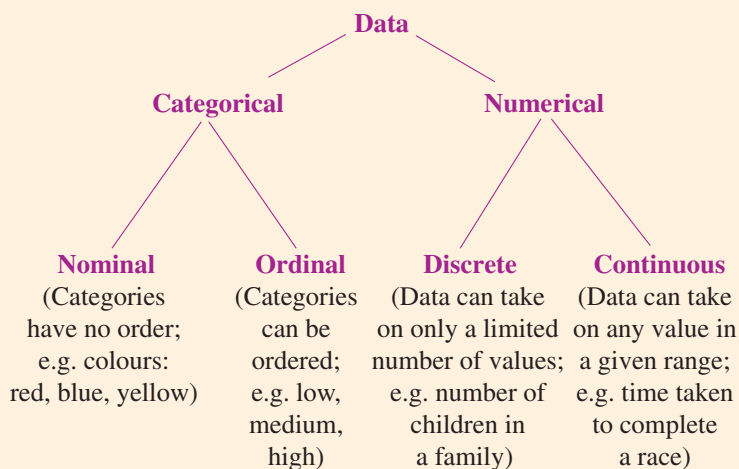 Data
Categorical
Numerical
Nominal
(Categories
have no order;
e.g. colours:
red, blue, yellow)
Ordinal
(Categories
can be
ordered;
e.g. low,
medium,
high)
Discrete
(Data can take
on only a limited
number of values;
e.g. number of
children in
a family)
Continuous
(Data can take
on any value in
a given range;
e.g. time taken
to complete
a race)